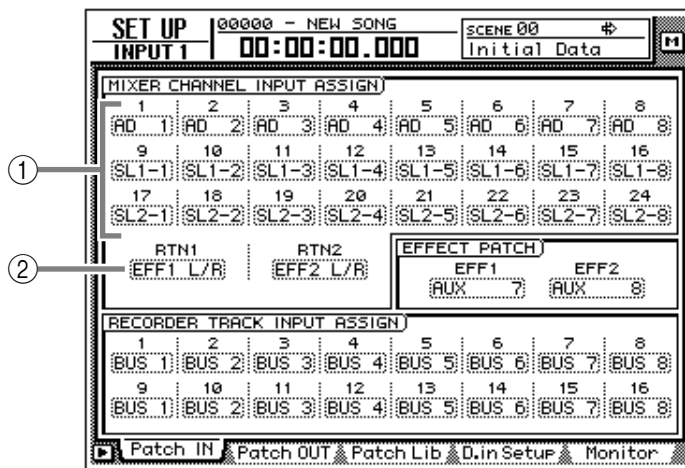 SET UP
INPUT 1
00000 - NEW SONG
00:00:00.000
SCENE 00
Initial Data
M
MIXER CHANNEL INPUT ASSIGN
1 2 3 4 5 6 7 8
AD 1 AD 2 AD 3 AD 4 AD 5 AD 6 AD 7 AD 8
9 10 11 12 13 14 15 16
SL1-1 SL1-2 SL1-3 SL1-4 SL1-5 SL1-6 SL1-7 SL1-8
17 18 19 20 21 22 23 24
SL2-1 SL2-2 SL2-3 SL2-4 SL2-5 SL2-6 SL2-7 SL2-8
①
②
RTN1 RTN2
EFF1 L/R EFF2 L/R
EFFECT PATCH
EFF1 EFF2
AUX 7 AUX 8
RECORDER TRACK INPUT ASSIGN
1 2 3 4 5 6 7 8
BUS 1 BUS 2 BUS 3 BUS 4 BUS 5 BUS 6 BUS 7 BUS 8
9 10 11 12 13 14 15 16
BUS 1 BUS 2 BUS 3 BUS 4 BUS 5 BUS 6 BUS 7 BUS 8
Patch IN Patch OUT Patch Lib D.in Setup Monitor